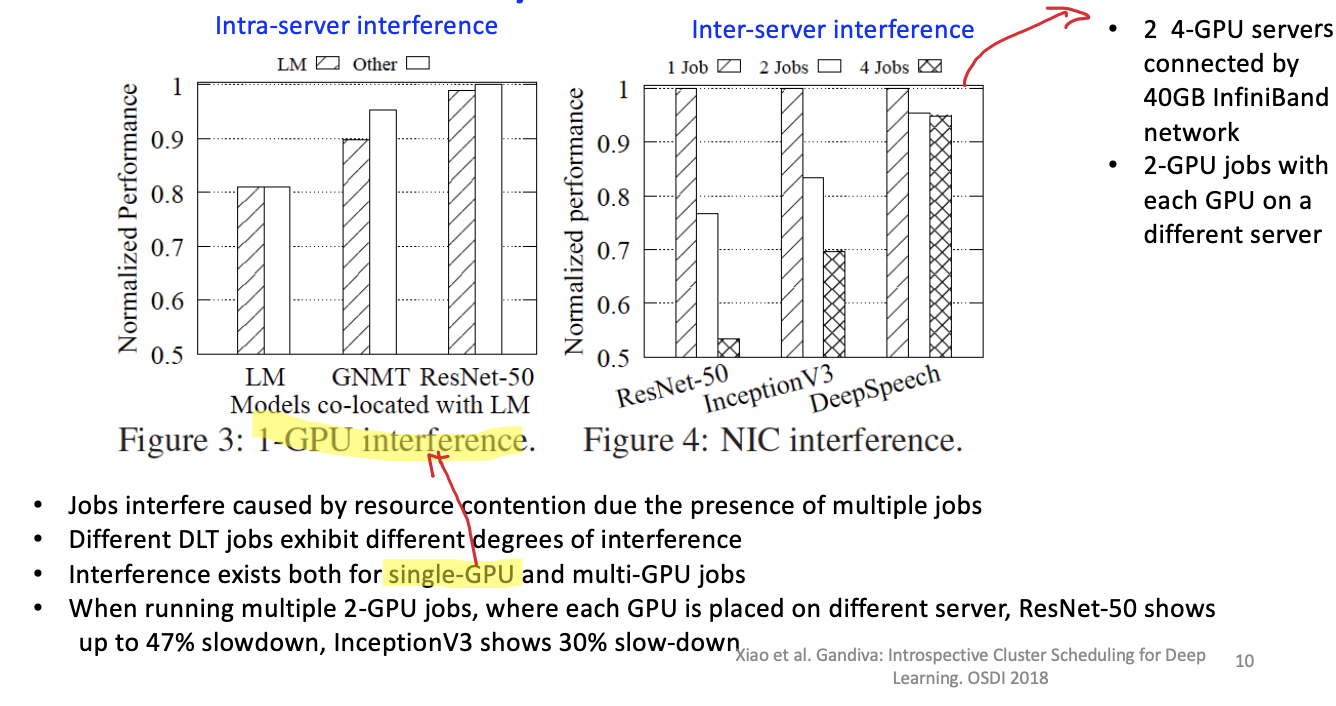 Intra-server interference
LM Other
Normalized Performance
1
0.9
0.8
0.7
0.6
0.5
LM GNMT ResNet-50
Models co-located with LM
Figure 3: 1-GPU interference.
Inter-server interference
1 Job 2 Jobs 4 Jobs
Normalized performance
1
0.9
0.8
0.7
0.6
0.5
ResNet-50 InceptionV3 DeepSpeech
Figure 4: NIC interference.
• 2 4-GPU servers
connected by
40GB InfiniBand
network
• 2-GPU jobs with
each GPU on a
different server
• Jobs interfere caused by resource contention due the presence of multiple jobs
• Different DLT jobs exhibit different degrees of interference
• Interference exists both for single-GPU and multi-GPU jobs
• When running multiple 2-GPU jobs, where each GPU is placed on different server, ResNet-50 shows
up to 47% slowdown, InceptionV3 shows 30% slow-down
Xiao et al. Gandiva: Introspective Cluster Scheduling for Deep
Learning. OSDI 2018
10